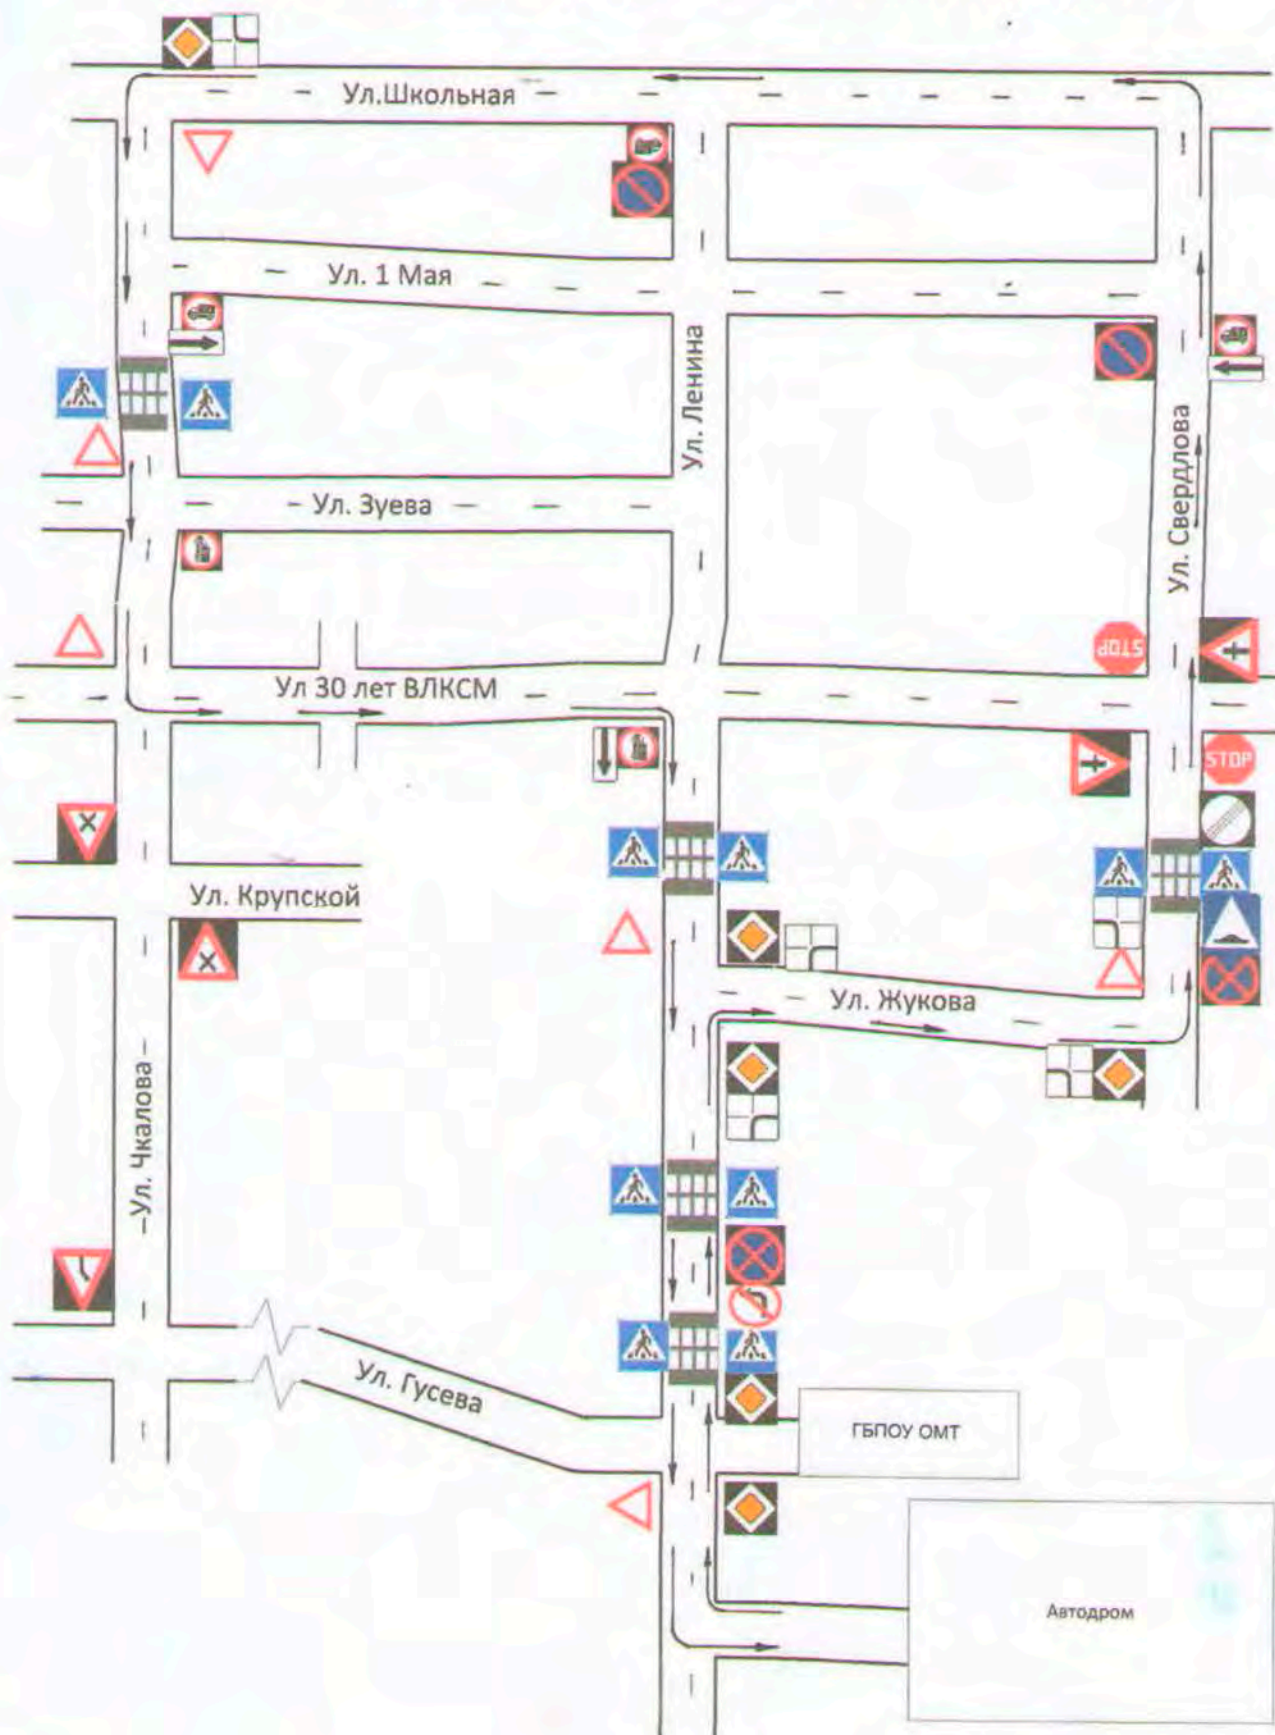 Ул.Школьная
Ул. 1 Мая
Ул. Ленина
Ул. Свердлова
Ул. Зуева
STOP
Ул 30 лет ВЛКСМ
STOP
Ул. Крупской
Ул. Жукова
Ул. Чкалова
Ул. Гусева
ГБПОУ ОМТ
Автодром